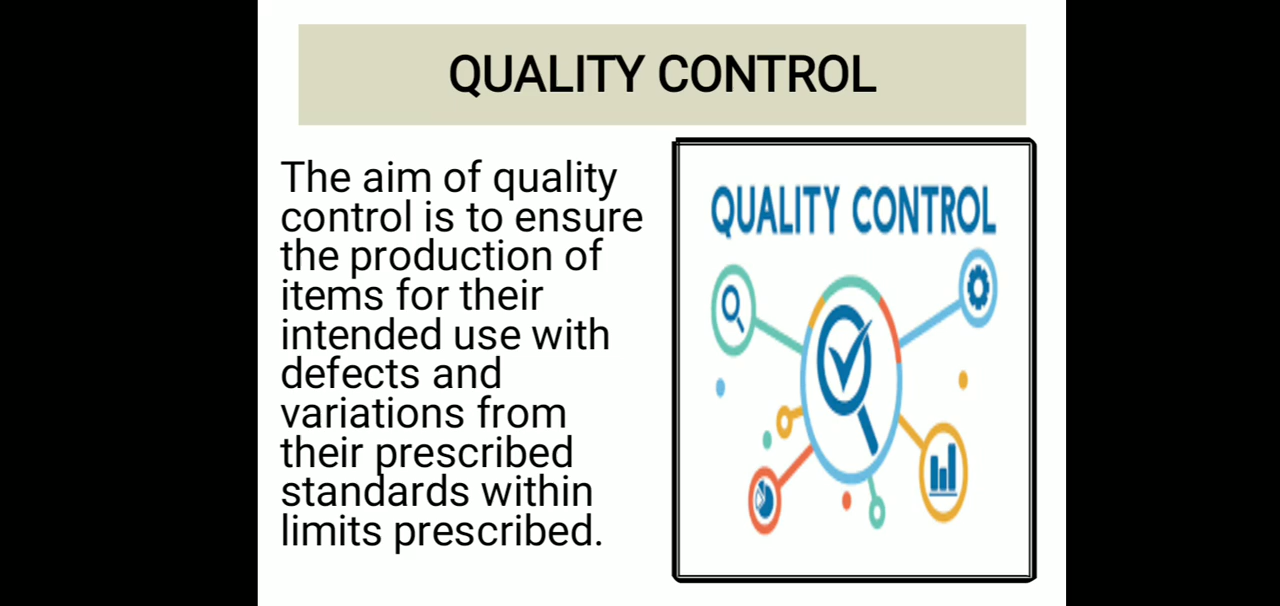 QUALITY CONTROL
The aim of quality
control is to ensure
the production of
items for their
intended use with
defects and
variations from
their prescribed
standards within
limits prescribed.
QUALITY CONTROL